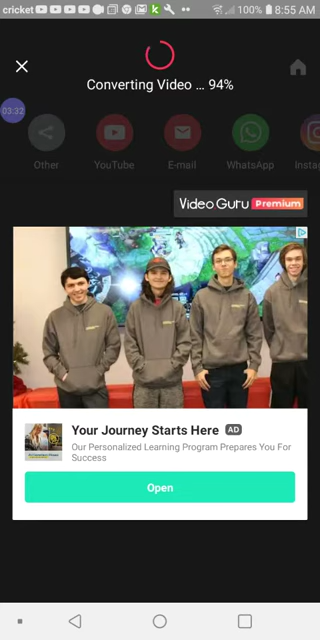 cricket 100% 8:55 AM
Converting Video ... 94%
03:32
Other YouTube E-mail WhatsApp Insta
Video Guru Premium
Your Journey Starts Here AD
Our Personalized Learning Program Prepares You For
Success
Open